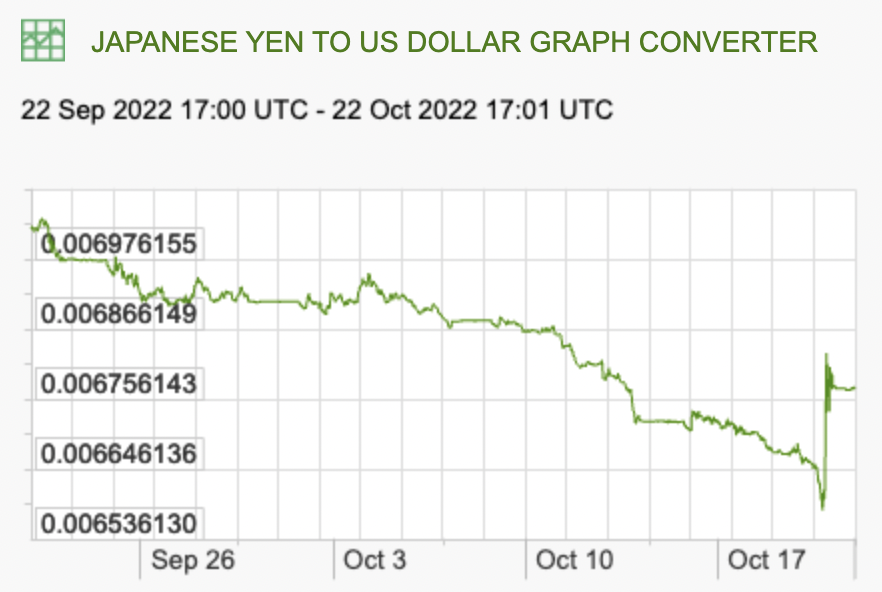 JAPANESE YEN TO US DOLLAR GRAPH CONVERTER
22 Sep 2022 17:00 UTC - 22 Oct 2022 17:01 UTC
0.006976155
0.006866149
0.006756143
0.006646136
0.006536130
Sep 26 Oct 3 Oct 10 Oct 17